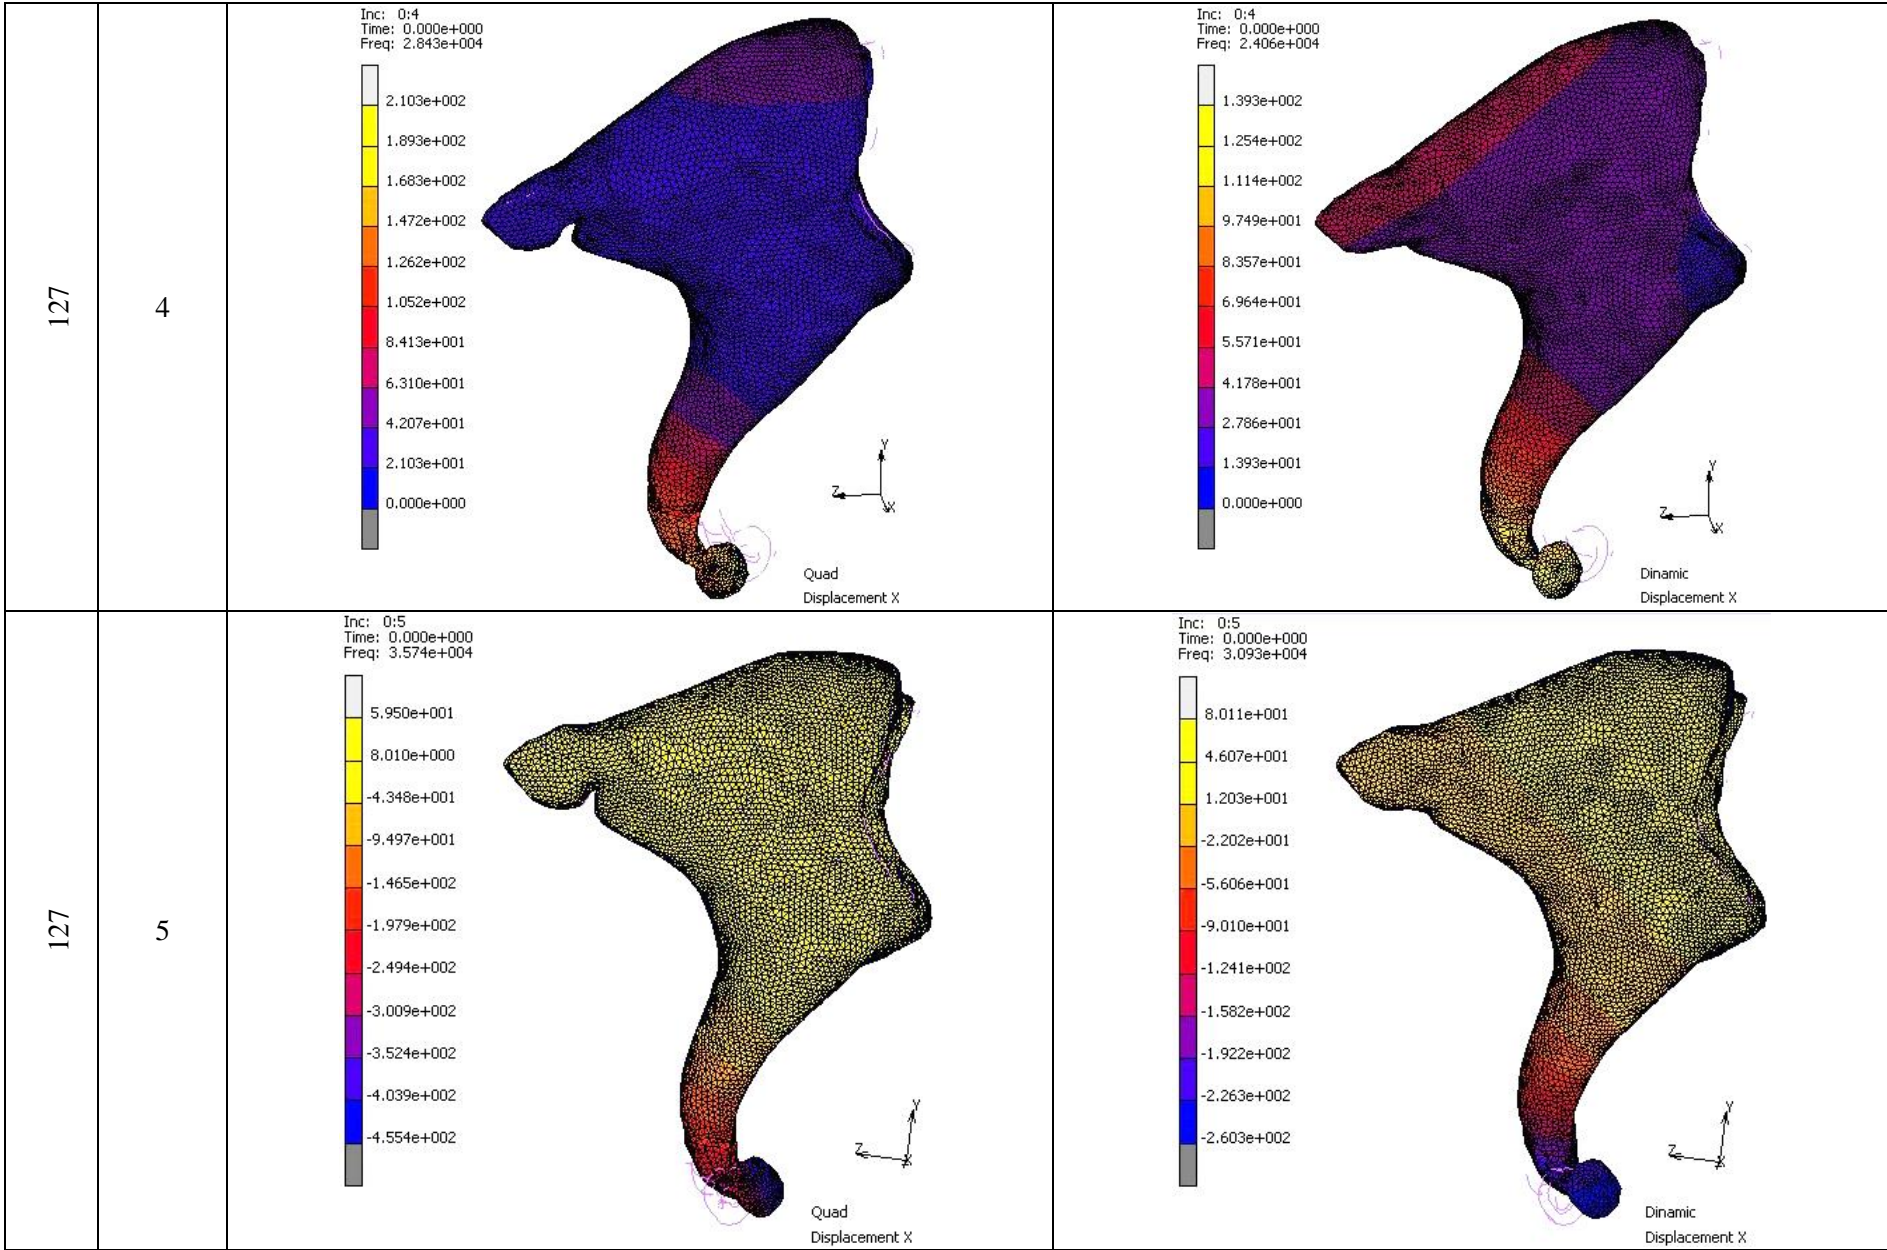 127
4
Inc: 0:4
Time: 0.000e+000
Freq: 2.843e+004
2.103e+002
1.893e+002
1.683e+002
1.472e+002
1.262e+002
1.052e+002
8.413e+001
6.310e+001
4.207e+001
2.103e+001
0.000e+000
Y
Z
X
Quad
Displacement X
Inc: 0:4
Time: 0.000e+000
Freq: 2.406e+004
1.393e+002
1.254e+002
1.114e+002
9.749e+001
8.357e+001
6.964e+001
5.571e+001
4.178e+001
2.786e+001
1.393e+001
0.000e+000
Y
Z
X
Dinamic
Displacement X
127
5
Inc: 0:5
Time: 0.000e+000
Freq: 3.574e+004
5.950e+001
8.010e+000
-4.348e+001
-9.497e+001
-1.465e+002
-1.979e+002
-2.494e+002
-3.009e+002
-3.524e+002
-4.039e+002
-4.554e+002
Y
Z
X
Quad
Displacement X
Inc: 0:5
Time: 0.000e+000
Freq: 3.093e+004
8.011e+001
4.607e+001
1.203e+001
-2.202e+001
-5.606e+001
-9.010e+001
-1.241e+002
-1.582e+002
-1.922e+002
-2.263e+002
-2.603e+002
Y
Z
X
Dinamic
Displacement X